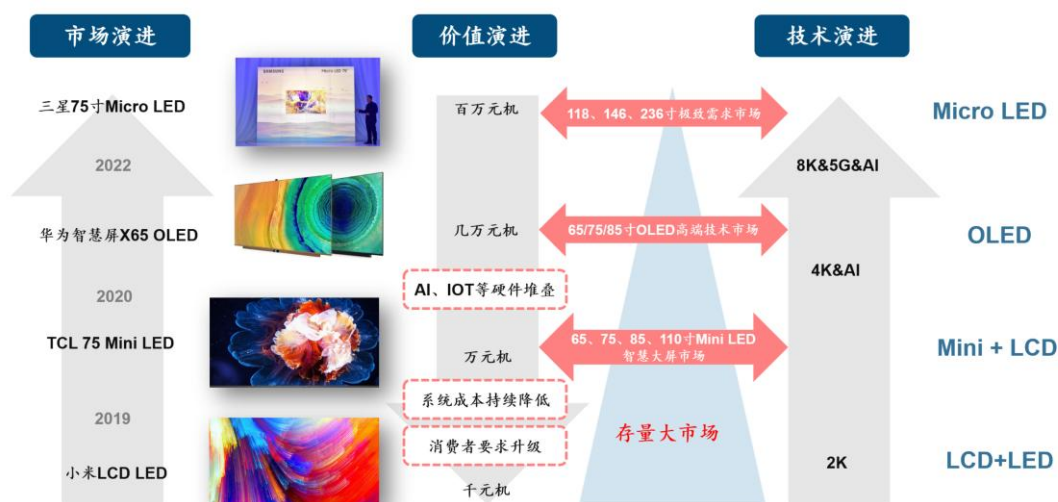 市场演进
价值演进
技术演进
三星75寸Micro LED
SAMSUNG
百万元机
118、146、236寸极致需求市场
Micro LED
2022
8K&5G&AI
华为智慧屏X65 OLED
几万元机
65/75/85寸OLED高端技术市场
OLED
4K&AI
AI、IOT等硬件堆叠
2020
TCL 75 Mini LED
万元机
65、75、85、110寸Mini LED
智慧大屏市场
Mini + LCD
系统成本持续降低
2019
消费者要求升级
存量大市场
小米LCD LED
2K
LCD+LED
千元机